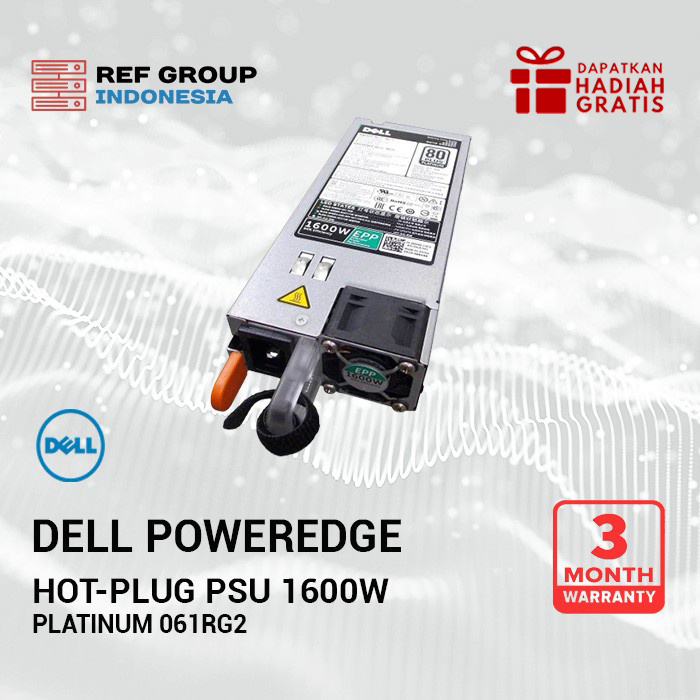 REF GROUP
INDONESIA
DAPATKAN
HADIAH
GRATIS
DELL
80
PLUS
1600W
EPP
EPP
1600W
DELL
DELL POWEREDGE
HOT-PLUG PSU 1600W
PLATINUM 061RG2
3
MONTH
WARRANTY